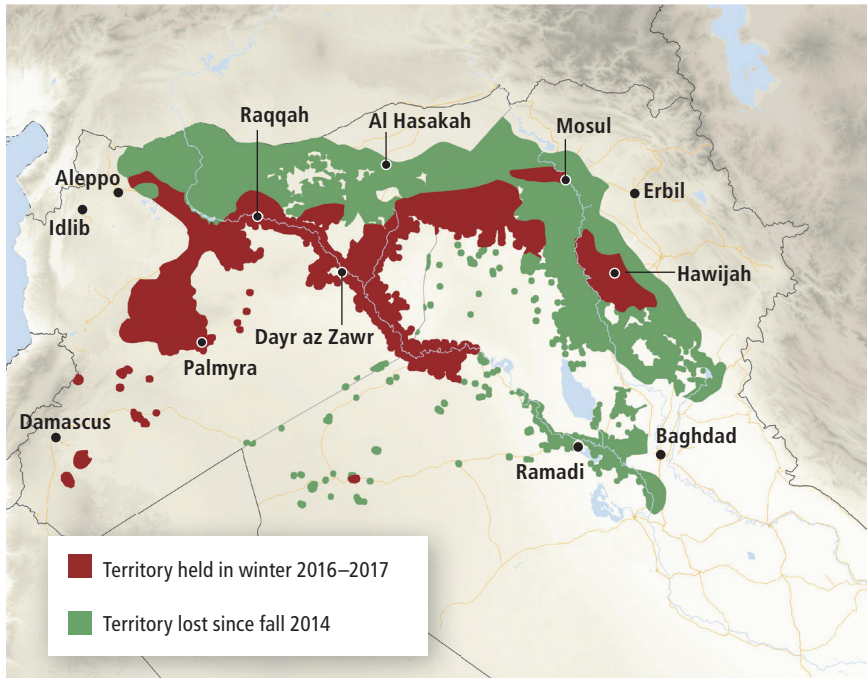 Raqqah
Al Hasakah
Mosul
Aleppo
Erbil
Idlib
Hawijah
Dayr az Zawr
Palmyra
Damascus
Baghdad
Ramadi
Territory held in winter 2016–2017
Territory lost since fall 2014